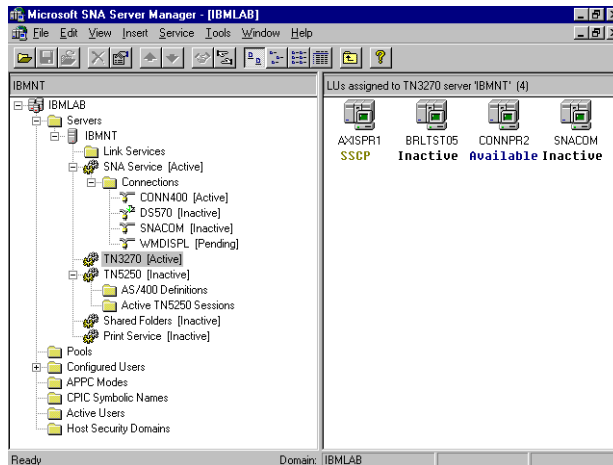 Microsoft SNA Server Manager - [IBMLAB]
File Edit View Insert Service Tools Window Help
IBMNT
LUs assigned to TN3270 server 'IBMNT' (4)
IBMLAB
Servers
IBMNT
Link Services
SNA Service [Active]
Connections
CONN400 [Active]
DS570 [Inactive]
SNACOM [Inactive]
WMDISPL [Pending]
TN3270 [Active]
TN5250 [Inactive]
AS/400 Definitions
Active TN5250 Sessions
Shared Folders [Inactive]
Print Service [Inactive]
Pools
Configured Users
APPC Modes
CPIC Symbolic Names
Active Users
Host Security Domains
AXISPR1 BRLTST05 CONNPR2 SNACOM
SSCP Inactive Available Inactive
Ready Domain: IBMLAB